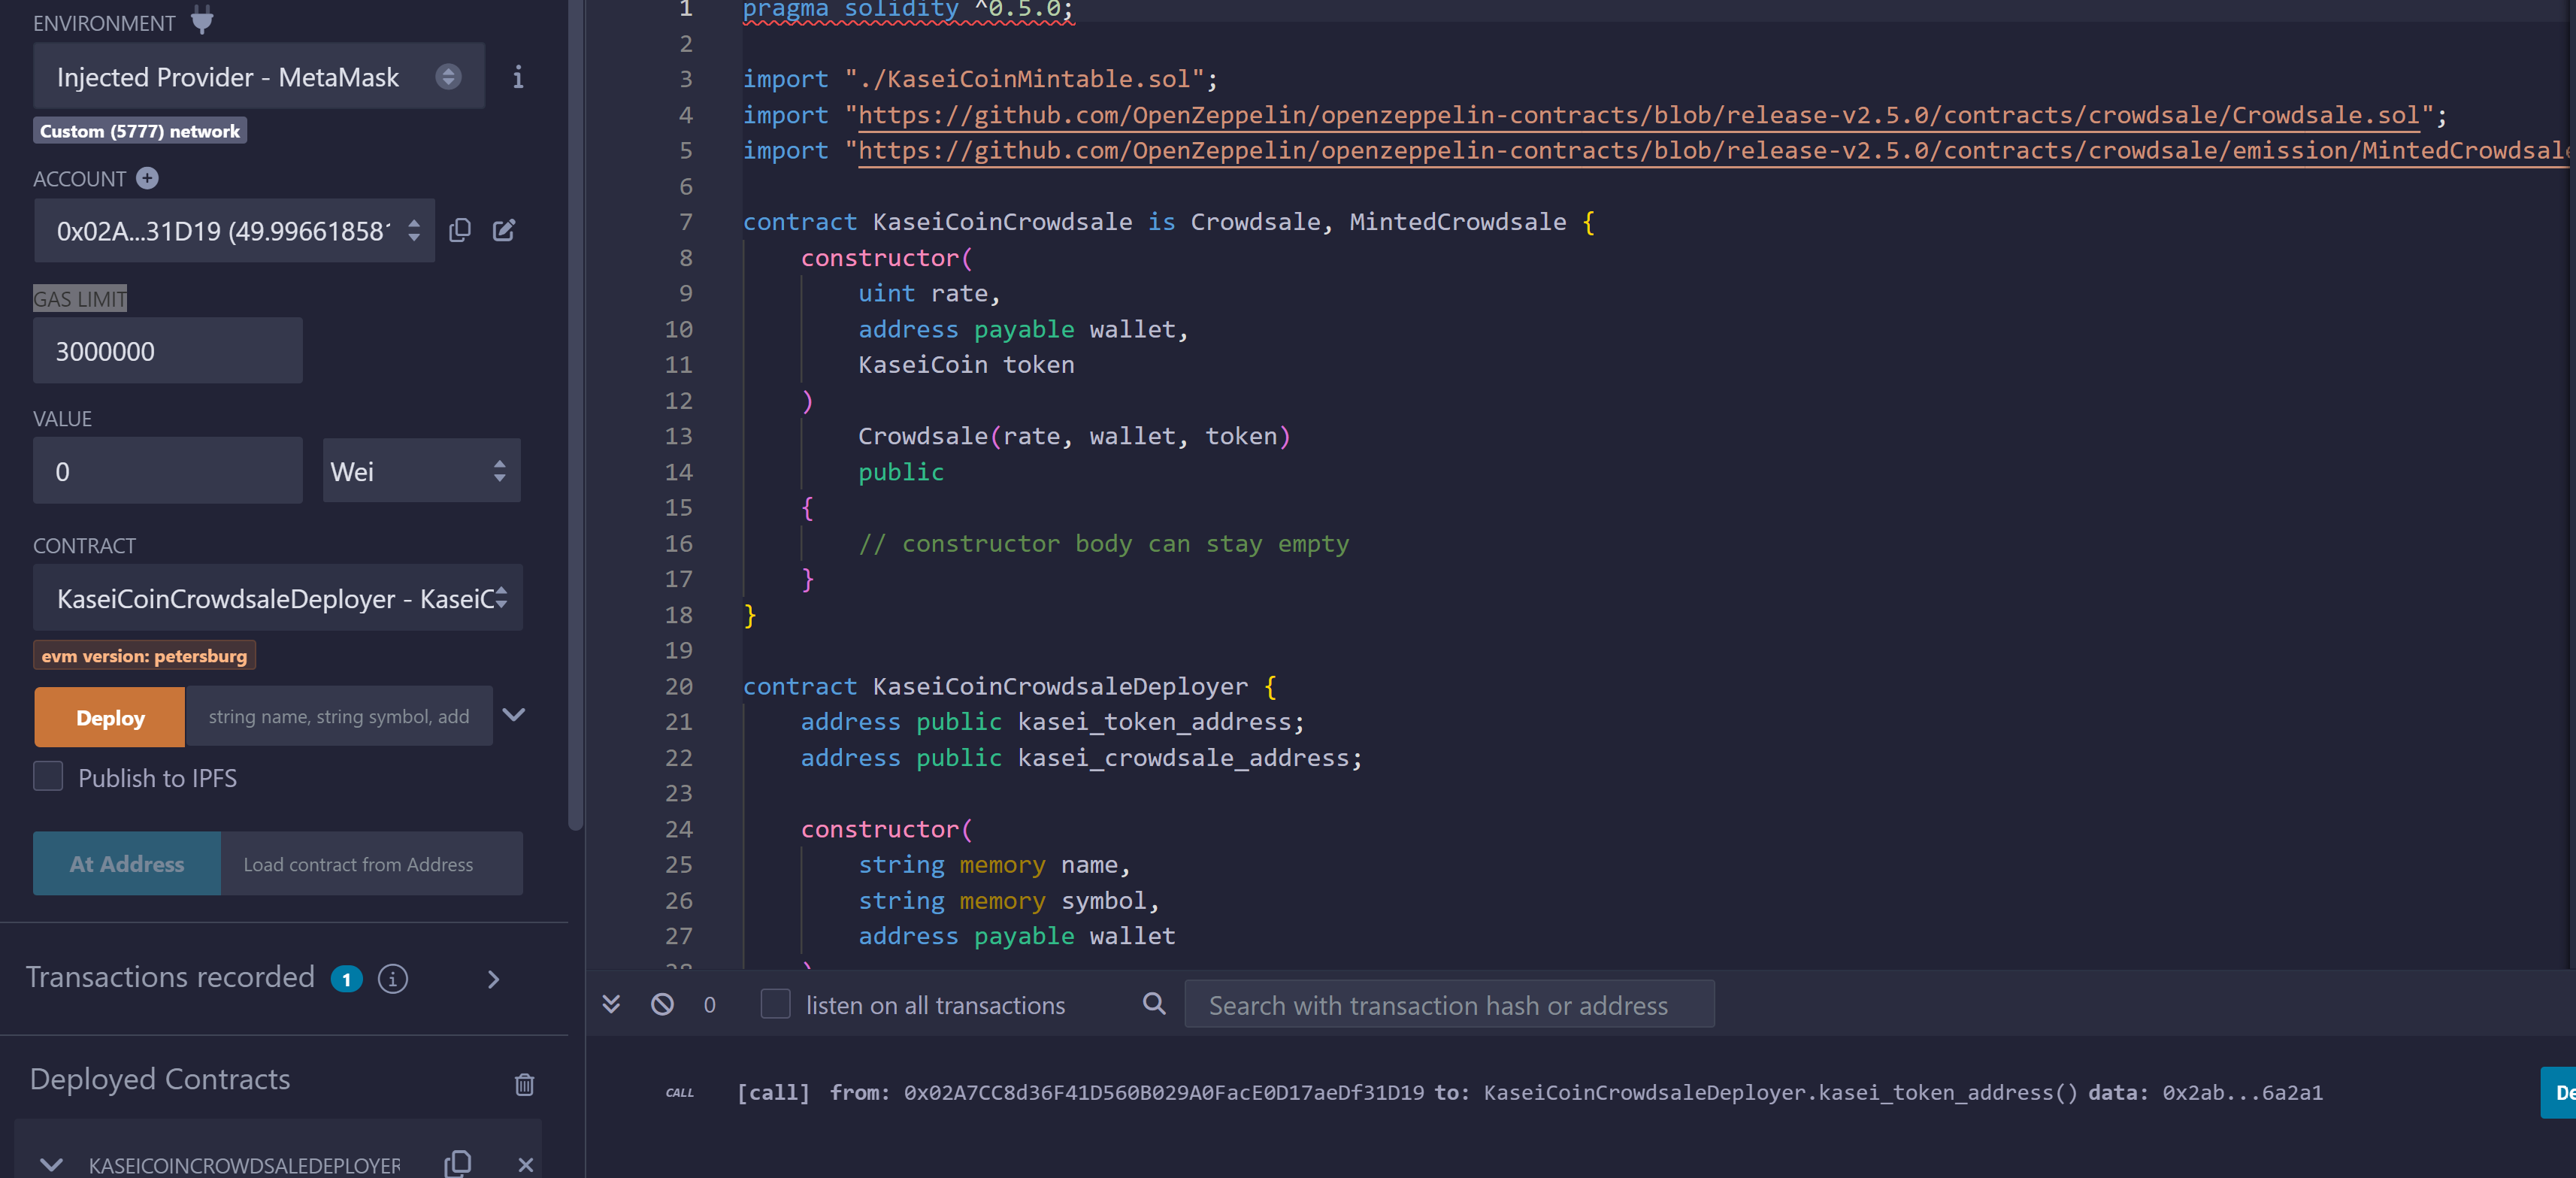 ENVIRONMENT
Injected Provider - MetaMask
Custom (5777) network
ACCOUNT
0x02A...31D19 (49.99661858
GAS LIMIT
3000000
VALUE
0 Wei
CONTRACT
KaseiCoinCrowdsaleDeployer - KaseiC
evm version: petersburg
Deploy string name, string symbol, add
Publish to IPFS
At Address Load contract from Address
Transactions recorded 1
Deployed Contracts
KASEICOINCROWDSALEDEPLOYER
1 pragma solidity ^0.5.0;
2
3 import "./KaseiCoinMintable.sol";
4 import "https://github.com/OpenZeppelin/openzeppelin-contracts/blob/release-v2.5.0/contracts/crowdsale/Crowdsale.sol";
5 import "https://github.com/OpenZeppelin/openzeppelin-contracts/blob/release-v2.5.0/contracts/crowdsale/emission/MintedCrowdsale
6
7 contract KaseiCoinCrowdsale is Crowdsale, MintedCrowdsale {
8 constructor(
9 uint rate,
10 address payable wallet,
11 KaseiCoin token
12 )
13 Crowdsale(rate, wallet, token)
14 public
15 {
16 // constructor body can stay empty
17 }
18 }
19
20 contract KaseiCoinCrowdsaleDeployer {
21 address public kasei_token_address;
22 address public kasei_crowdsale_address;
23
24 constructor(
25 string memory name,
26 string memory symbol,
27 address payable wallet
28 )
0 listen on all transactions Search with transaction hash or address
CALL [call] from: 0x02A7CC8d36F41D560B029A0FacE0D17aeDf31D19 to: KaseiCoinCrowdsaleDeployer.kasei_token_address() data: 0x2ab...6a2a1
De